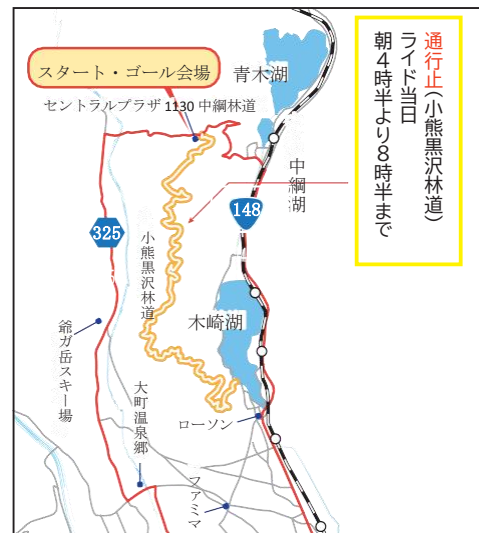 通行止(小熊黒沢林道)
ライド当日
朝4時半より8時半まで
スタート・ゴール会場
青木湖
セントラルプラザ1130 中綱林道
中綱湖
148
325
小熊黒沢林道
木崎湖
爺ガ岳スキー場
大町温泉郷
ローソン
ファミマ